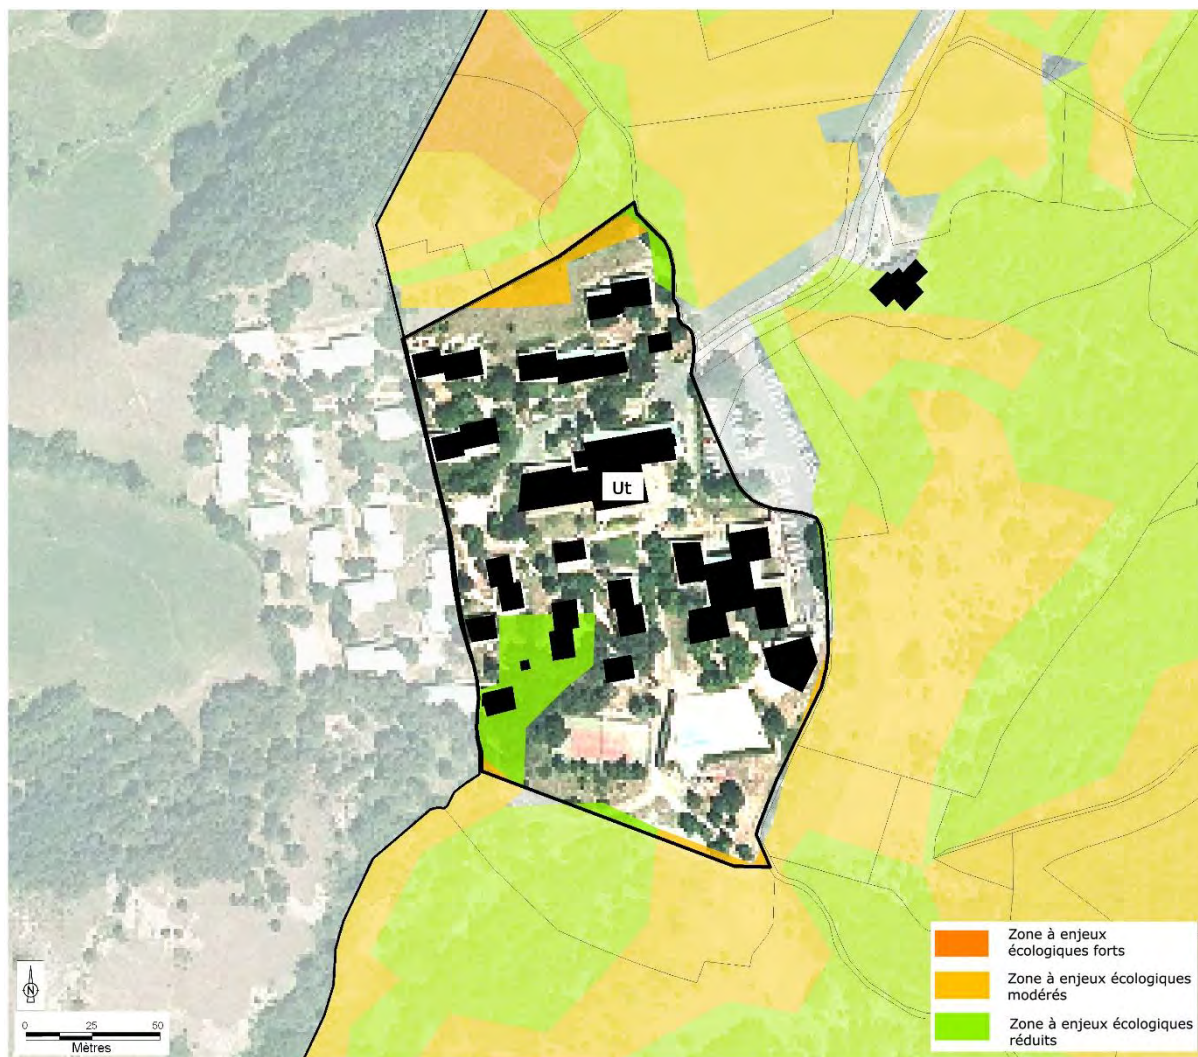 Ut
Zone à enjeux
écologiques forts
Zone à enjeux écologiques
modérés
Zone à enjeux écologiques
réduits
N
0 25 50
Mètres